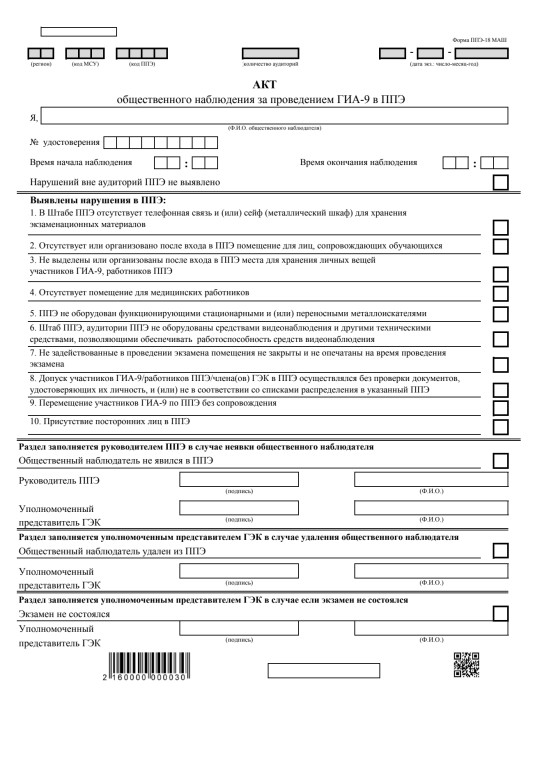 Форма ППЭ-18 МАШ
(регион) (код МСУ) (код ППЭ) количество аудиторий - - (дата экз.: число-месяц-год)
АКТ
общественного наблюдения за проведением ГИА-9 в ППЭ
Я,
(Ф.И.О. общественного наблюдателя)
№ удостоверения
Время начала наблюдения : Время окончания наблюдения :
Нарушений вне аудиторий ППЭ не выявлено
Выявлены нарушения в ППЭ:
1. В Штабе ППЭ отсутствует телефонная связь и (или) сейф (металлический шкаф) для хранения
экзаменационных материалов
2. Отсутствует или организовано после входа в ППЭ помещение для лиц, сопровождающих обучающихся
3. Не выделены или организованы после входа в ППЭ места для хранения личных вещей
участников ГИА-9, работников ППЭ
4. Отсутствует помещение для медицинских работников
5. ППЭ не оборудован функционирующими стационарными и (или) переносными металлоискателями
6. Штаб ППЭ, аудитории ППЭ не оборудованы средствами видеонаблюдения и другими техническими
средствами, позволяющими обеспечивать работоспособность средств видеонаблюдения
7. Не задействованные в проведении экзамена помещения не закрыты и не опечатаны на время проведения
экзамена
8. Допуск участников ГИА-9/работников ППЭ/члена(ов) ГЭК в ППЭ осуществлялся без проверки документов,
удостоверяющих их личность, и (или) не в соответствии со списками распределения в указанный ППЭ
9. Перемещение участников ГИА-9 по ППЭ без сопровождения
10. Присутствие посторонних лиц в ППЭ
Раздел заполняется руководителем ППЭ в случае неявки общественного наблюдателя
Общественный наблюдатель не явился в ППЭ
Руководитель ППЭ
(подпись) (Ф.И.О.)
Уполномоченный
представитель ГЭК (подпись) (Ф.И.О.)
Раздел заполняется уполномоченным представителем ГЭК в случае удаления общественного наблюдателя
Общественный наблюдатель удален из ППЭ
Уполномоченный
представитель ГЭК (подпись) (Ф.И.О.)
Раздел заполняется уполномоченным представителем ГЭК в случае если экзамен не состоялся
Экзамен не состоялся
Уполномоченный
представитель ГЭК (подпись) (Ф.И.О.)
2 160000 000030